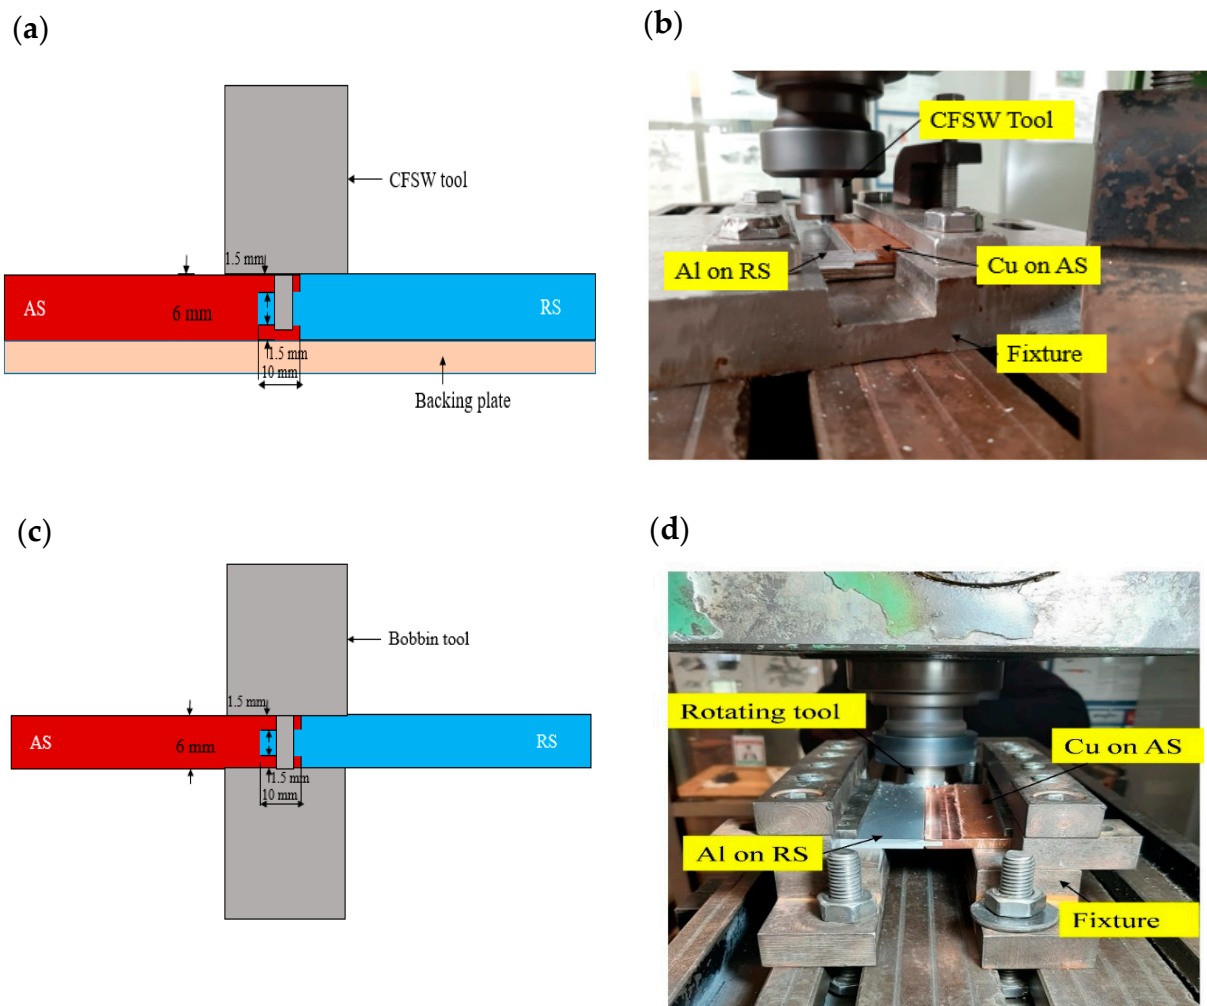 (a)
CFSW tool
1.5 mm
AS
6 mm
RS
1.5 mm
10 mm
Backing plate
(b)
CFSW Tool
Al on RS
Cu on AS
Fixture
(c)
Bobbin tool
1.5 mm
AS
6 mm
RS
1.5 mm
10 mm
(d)
Rotating tool
Cu on AS
Al on RS
Fixture